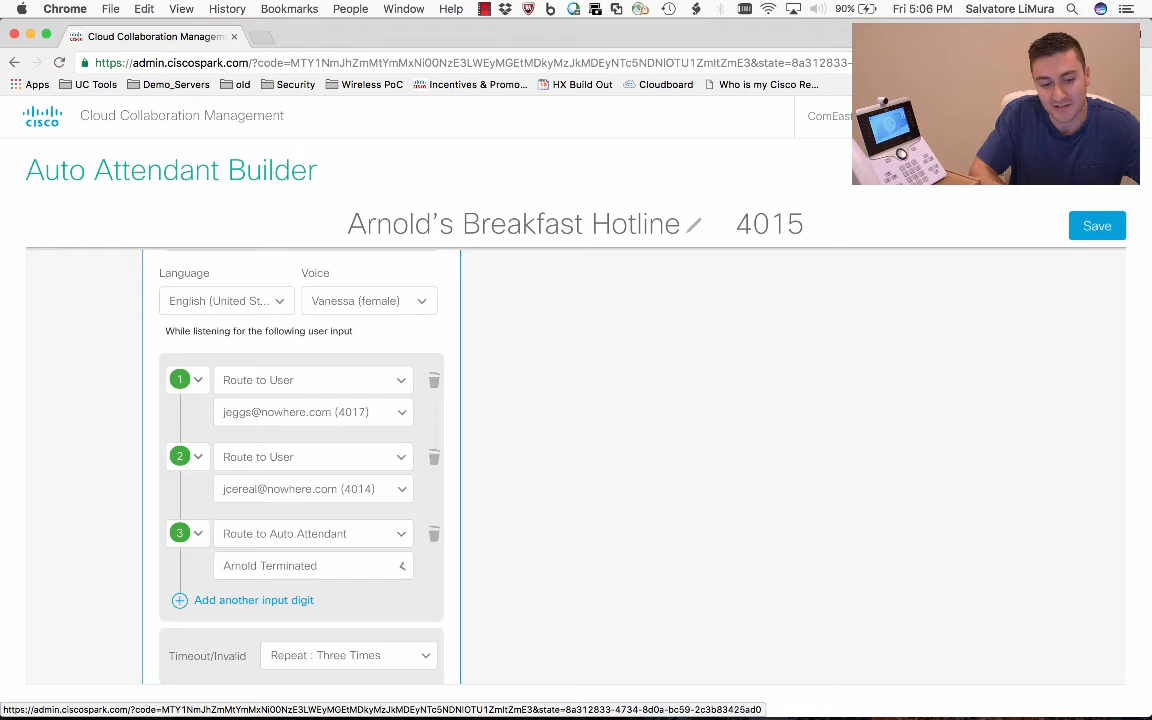 Chrome File Edit View History Bookmarks People Window Help 90% Fri 5:06 PM Salvatore LiMura
Cloud Collaboration Managem
https://admin.ciscospark.com/?code=MTY1NmJhZmMtYmMxNi00NzE3LWEyMGEtMDkyMzJkMDEyNTc5NDNlOTU1ZmItZmE3&state=8a312833-
Apps UC Tools Demo_Servers old Security Wireless PoC Incentives & Promo... HX Build Out Cloudboard Who is my Cisco Re...
CISCO Cloud Collaboration Management ComEast
Auto Attendant Builder
Arnold's Breakfast Hotline 4015 Save
Language Voice
English (United St... Vanessa (female)
While listening for the following user input
1 Route to User
jeggs@nowhere.com (4017)
2 Route to User
jcereal@nowhere.com (4014)
3 Route to Auto Attendant
Arnold Terminated
Add another input digit
Timeout/Invalid Repeat : Three Times
https://admin.ciscospark.com/?code=MTY1NmJhZmMtYmMxNi00NzE3LWEyMGEtMDkyMzJkMDEyNTc5NDNlOTU1ZmItZmE3&state=8a312833-4734-8d0a-bc59-2c3b83425ad0